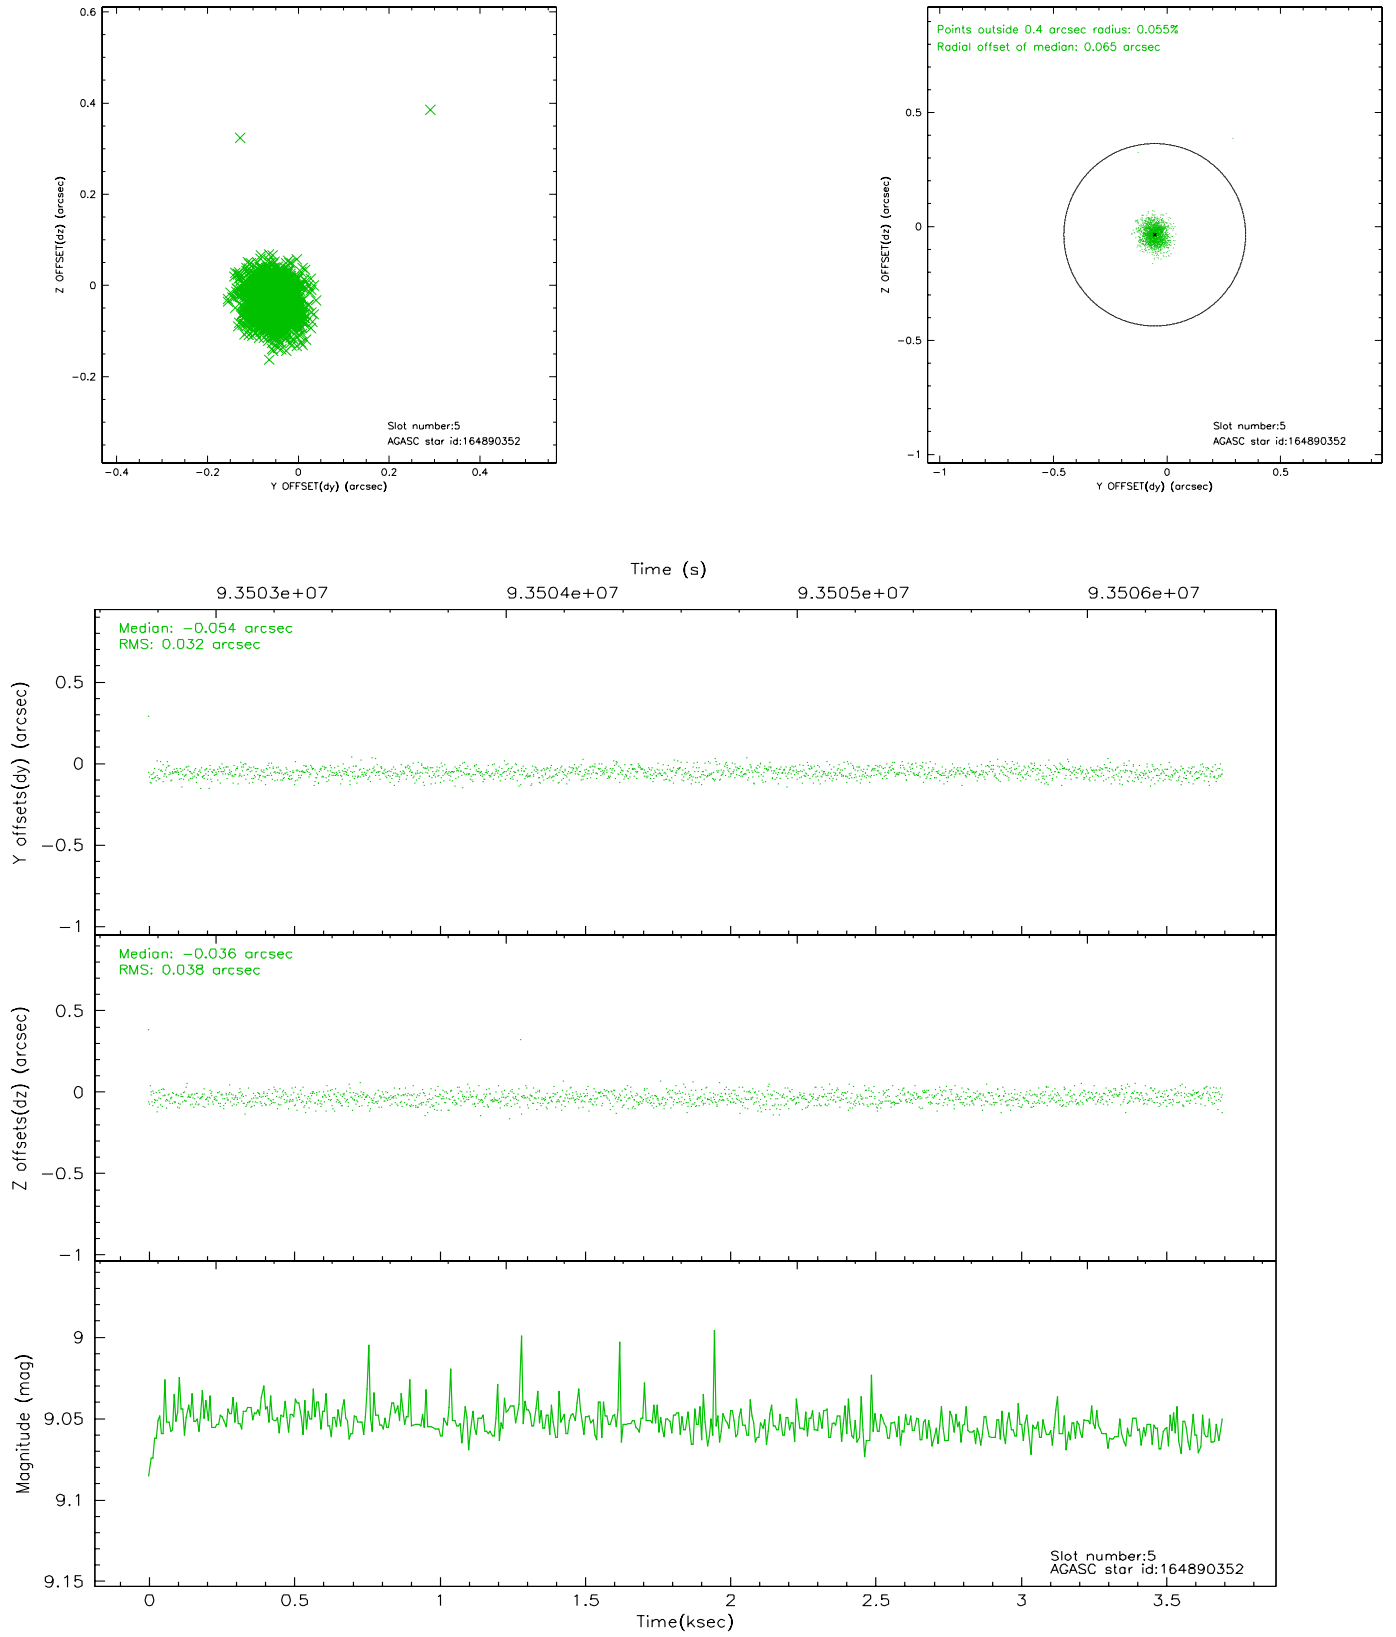 0.6
0.4
0.2
0
−0.2
Z OFFSET(dz) (arcsec)
Slot number:5
AGASC star id:164890352
−0.4 −0.2 0 0.2 0.4
Y OFFSET(dy) (arcsec)
Points outside 0.4 arcsec radius: 0.055%
Radial offset of median: 0.065 arcsec
0.5
0
−0.5
−1
Z OFFSET(dz) (arcsec)
Slot number:5
AGASC star id:164890352
−1 −0.5 0 0.5
Y OFFSET(dy) (arcsec)
Time (s)
9.3503e+07 9.3504e+07 9.3505e+07 9.3506e+07
Median: −0.054 arcsec
RMS: 0.032 arcsec
0.5
0
−0.5
−1
Y offsets(dy) (arcsec)
Median: −0.036 arcsec
RMS: 0.038 arcsec
0.5
0
−0.5
−1
Z offsets(dz) (arcsec)
9
9.05
9.1
9.15
Magnitude (mag)
Slot number:5
AGASC star id:164890352
0 0.5 1 1.5 2 2.5 3 3.5
Time(ksec)